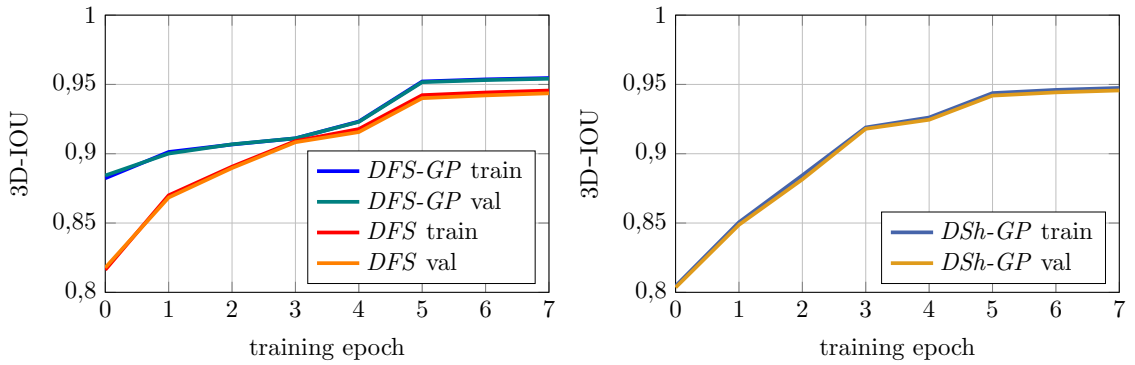 1
0.95
0.9
0.85
0.8
3D-IOU
0 1 2 3 4 5 6 7
training epoch
DFS-GP train
DFS-GP val
DFS train
DFS val
1
0.95
0.9
0.85
0.8
3D-IOU
0 1 2 3 4 5 6 7
training epoch
DSh-GP train
DSh-GP val